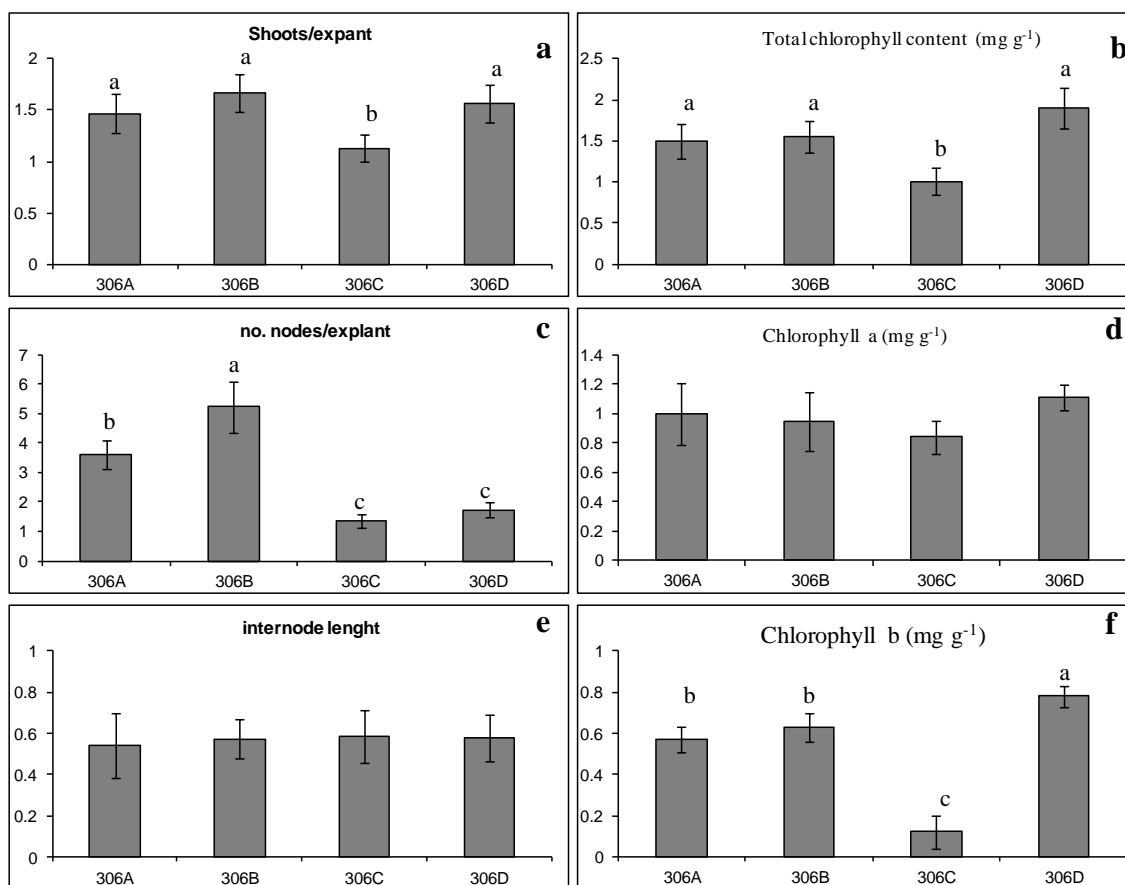 Shoots/expant
a
2
1.5
1
0.5
0
a
a
b
a
306A
306B
306C
306D
Total chlorophyll content (mg g-1)
b
2.5
2
1.5
1
0.5
0
a
a
b
a
306A
306B
306C
306D
no. nodes/explant
c
7
6
5
4
3
2
1
0
b
a
c
c
306A
306B
306C
306D
Chlorophyll a (mg g-1)
d
1.4
1.2
1
0.8
0.6
0.4
0.2
0
306A
306B
306C
306D
internode lenght
e
1
0.8
0.6
0.4
0.2
0
306A
306B
306C
306D
Chlorophyll b (mg g-1)
f
1
0.8
0.6
0.4
0.2
0
b
b
c
a
306A
306B
306C
306D